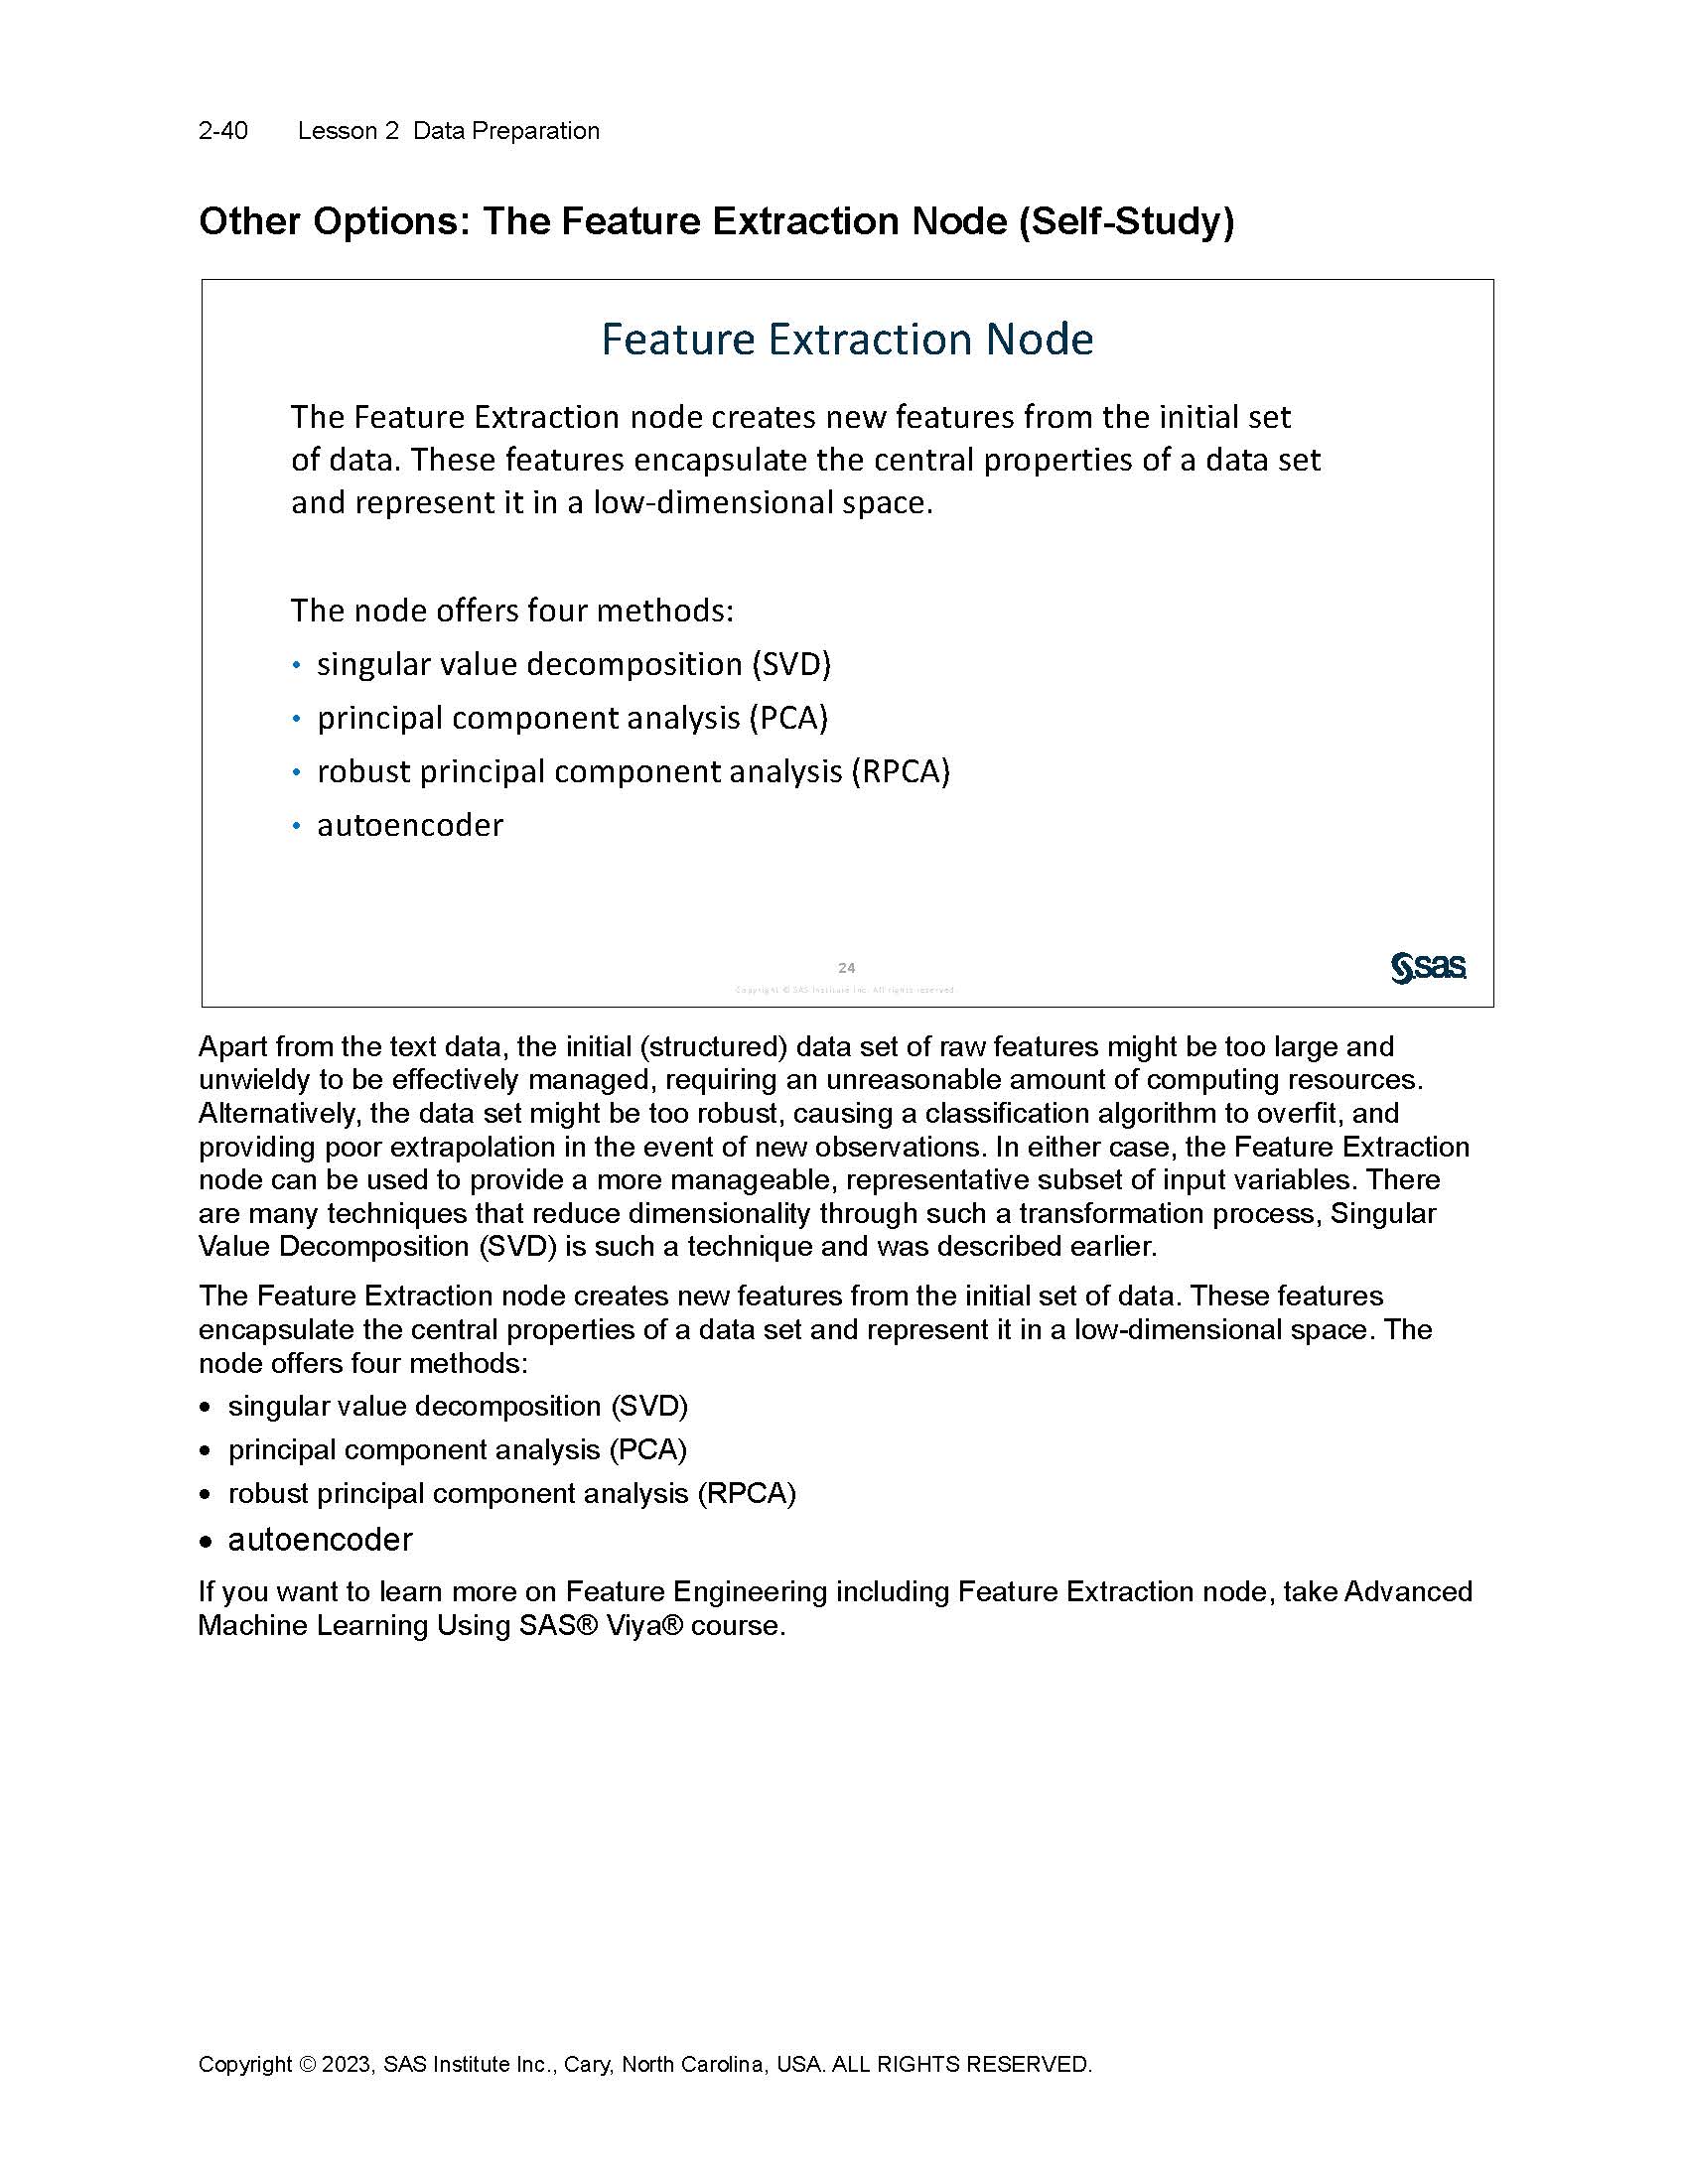 2-40 Lesson 2 Data Preparation
Other Options: The Feature Extraction Node (Self-Study)
Feature Extraction Node
The Feature Extraction node creates new features from the initial set
of data. These features encapsulate the central properties of a data set
and represent it in a low-dimensional space.
The node offers four methods:
• singular value decomposition (SVD)
• principal component analysis (PCA)
• robust principal component analysis (RPCA)
• autoencoder
24
Copyright © SAS Institute Inc. All rights reserved.
sas
Apart from the text data, the initial (structured) data set of raw features might be too large and
unwieldy to be effectively managed, requiring an unreasonable amount of computing resources.
Alternatively, the data set might be too robust, causing a classification algorithm to overfit, and
providing poor extrapolation in the event of new observations. In either case, the Feature Extraction
node can be used to provide a more manageable, representative subset of input variables. There
are many techniques that reduce dimensionality through such a transformation process, Singular
Value Decomposition (SVD) is such a technique and was described earlier.
The Feature Extraction node creates new features from the initial set of data. These features
encapsulate the central properties of a data set and represent it in a low-dimensional space. The
node offers four methods:
• singular value decomposition (SVD)
• principal component analysis (PCA)
• robust principal component analysis (RPCA)
• autoencoder
If you want to learn more on Feature Engineering including Feature Extraction node, take Advanced
Machine Learning Using SAS® Viya® course.
Copyright © 2023, SAS Institute Inc., Cary, North Carolina, USA. ALL RIGHTS RESERVED.